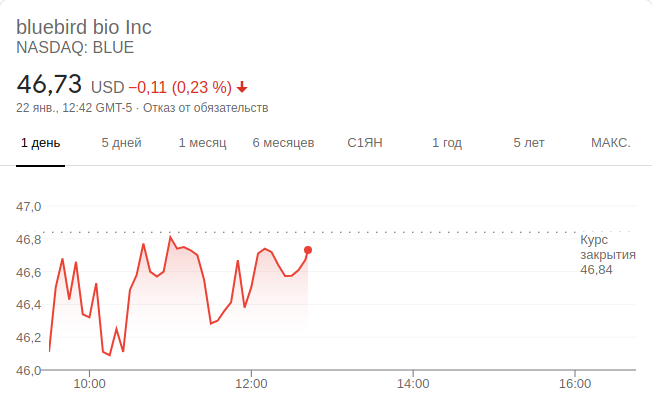 bluebird bio Inc
NASDAQ: BLUE
46,73 USD −0,11 (0,23 %)
22 янв., 12:42 GMT-5 · Отказ от обязательств
1 день 5 дней 1 месяц 6 месяцев С1ЯН 1 год 5 лет МАКС.
47,0
46,8
46,6
46,4
46,2
46,0
Курс
закрытия
46,84
10:00 12:00 14:00 16:00